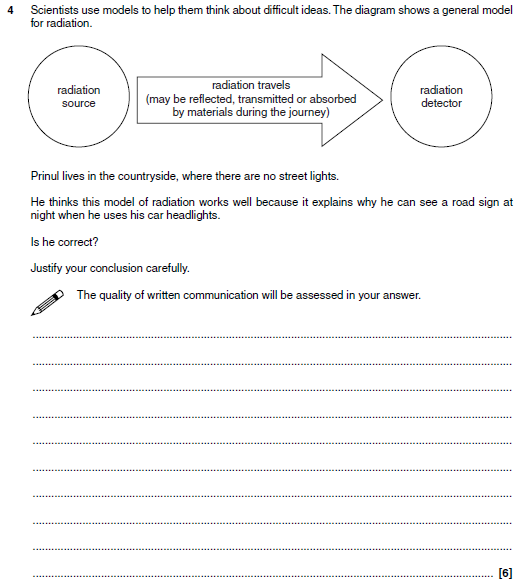 4 Scientists use models to help them think about difficult ideas. The diagram shows a general model
for radiation.
radiation
source
radiation travels
(may be reflected, transmitted or absorbed
by materials during the journey)
radiation
detector
Prinul lives in the countryside, where there are no street lights.
He thinks this model of radiation works well because it explains why he can see a road sign at
night when he uses his car headlights.
Is he correct?
Justify your conclusion carefully.
The quality of written communication will be assessed in your answer.
[6]